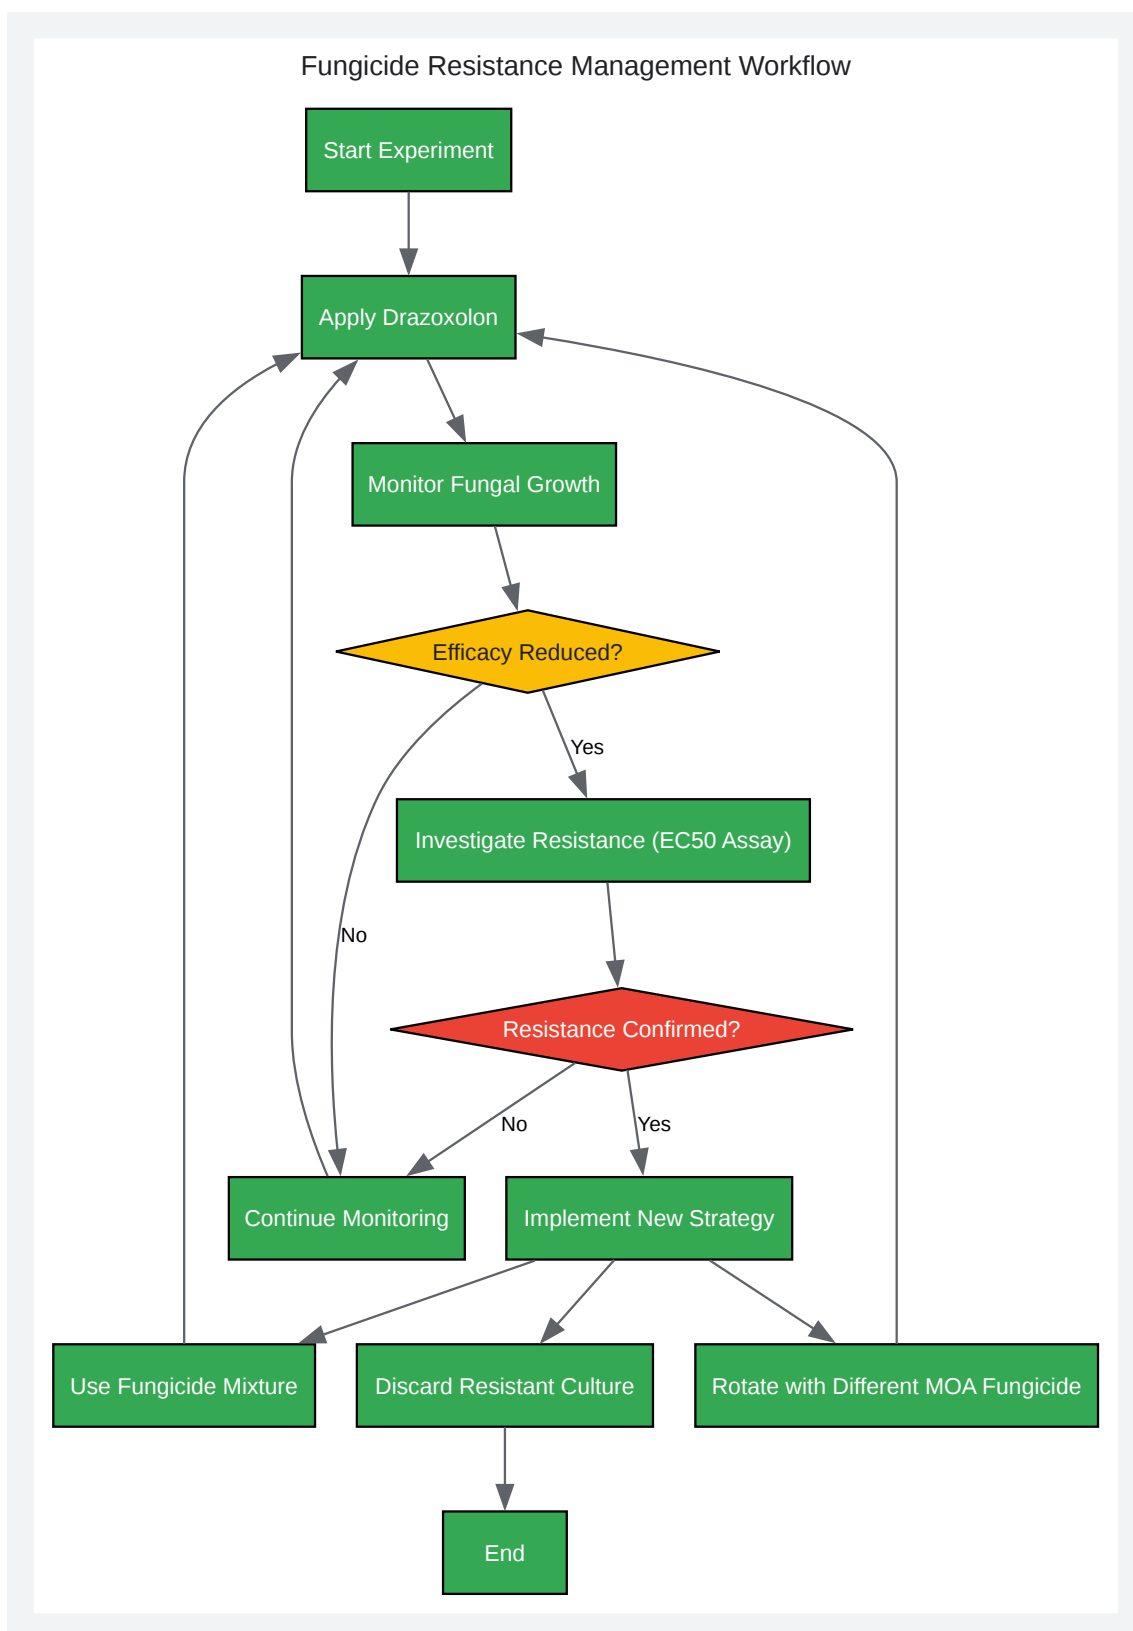 Fungicide Resistance Management Workflow
Start Experiment
Apply Drazoxolon
Monitor Fungal Growth
Efficacy Reduced?
Yes
Investigate Resistance (EC50 Assay)
No
Resistance Confirmed?
No
Yes
Continue Monitoring
Implement New Strategy
Use Fungicide Mixture
Discard Resistant Culture
Rotate with Different MOA Fungicide
End